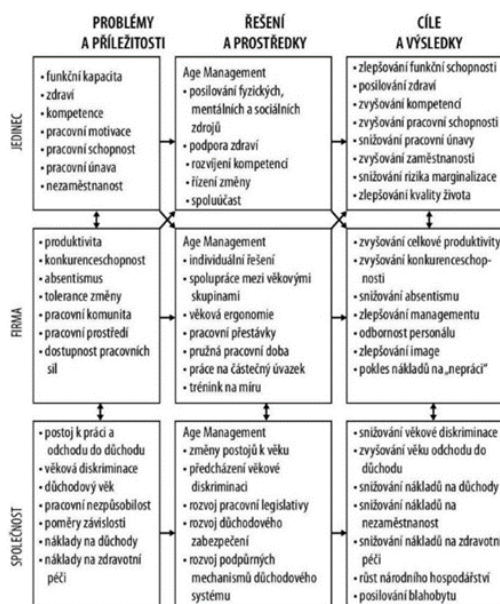 PROBLÉMY
A PŘÍLEŽITOSTI
ŘEŠENÍ
A PROSTŘEDKY
CÍLE
A VÝSLEDKY
JEDINEC
• funkční kapacita
• zdraví
• kompetence
• pracovní motivace
• pracovní schopnost
• pracovní únava
• nezaměstnanost
Age Management
• posilování fyzických,
mentálních a sociálních
zdrojů
• podpora zdraví
• rozvíjení kompetencí
• řízení změny
• spoluúčast
• zlepšování funkční schopnosti
• posilování zdraví
• zvyšování kompetencí
• zvyšování pracovní schopnosti
• snižování pracovní únavy
• zvyšování zaměstnanosti
• snižování rizika marginalizace
• zlepšování kvality života
FIRMA
• produktivita
• konkurenceschopnost
• absentismus
• tolerance změny
• pracovní komunita
• pracovní prostředí
• dostupnost pracovních
sil
Age Management
• individuální řešení
• spolupráce mezi věkovými
skupinami
• věková ergonomie
• pracovní přestávky
• pružná pracovní doba
• práce na částečný úvazek
• trénink na míru
• zvyšování celkové produktivity
• zvyšování konkurenceschop-
nosti
• snižování absentismu
• zlepšování managementu
• odbornost personálu
• zlepšování image
• pokles nákladů na „nepráci“
SPOLEČNOST
• postoj k práci a
odchodu do důchodu
• věková diskriminace
• důchodový věk
• pracovní nezpůsobilost
• poměry závislosti
• náklady na důchody
• náklady na zdravotní
péči
Age Management
• změny postojů k věku
• předcházení věkové
diskriminaci
• rozvoj pracovní legislativy
• rozvoj důchodového
zabezpečení
• rozvoj podpůrných
mechanismů důchodového
systému
• snižování věkové diskriminace
• zvyšování věku odchodu do
důchodu
• snižování nákladů na důchody
• snižování nákladů na
nezaměstnanost
• snižování nákladů na zdravotní
péči
• růst národního hospodářství
• posilování blahobytu